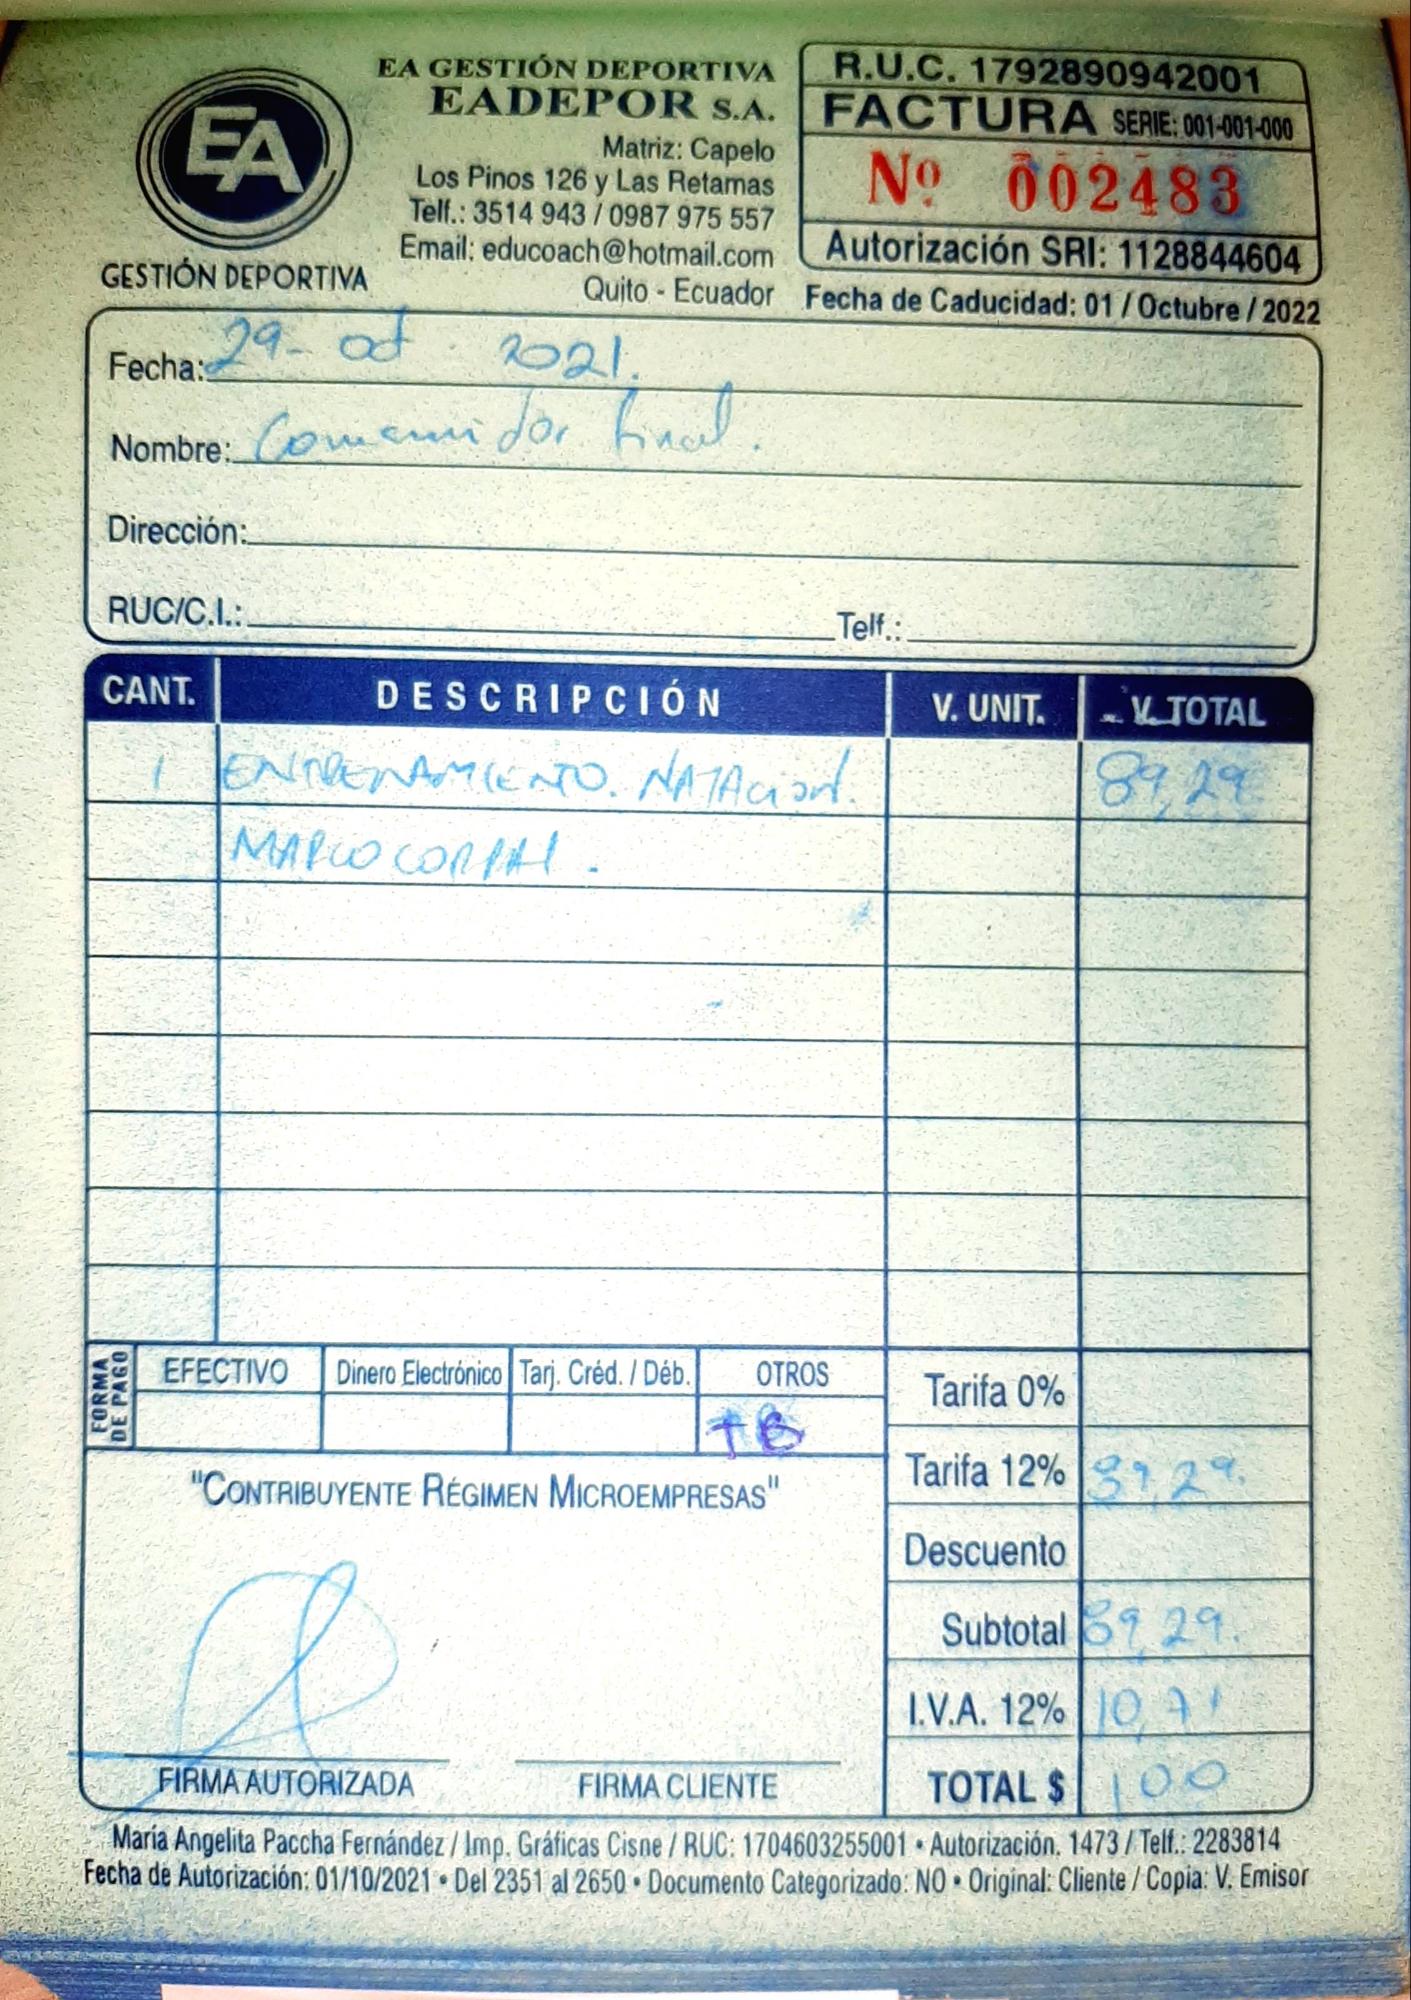 EA
GESTIÓN DEPORTIVA
EA GESTIÓN DEPORTIVA
EADEPOR S.A.
Matriz: Capelo
Los Pinos 126 y Las Retamas
Telf.: 3514 943 / 0987 975 557
Email: educoach@hotmail.com
Quito - Ecuador
R.U.C. 1792890942001
FACTURA SERIE: 001-001-000
Nº 002483
Autorización SRI: 1128844604
Fecha de Caducidad: 01 / Octubre / 2022
Fecha: 29- oct 2021.
Nombre: Consumidor final.
Dirección:
RUC/C.I.: Telf.:
CANT. DESCRIPCIÓN V. UNIT. V. TOTAL
1 ENTRENAMIENTO. NATACION. 89,29
MARCO
FORMA DE PAGO
EFECTIVO Dinero Electrónico Tarj. Créd. / Déb. OTROS
TB
Tarifa 0%
Tarifa 12% 89,29.
Descuento
Subtotal 89,29.
I.V.A. 12% 10,71
TOTAL $ 100
"CONTRIBUYENTE RÉGIMEN MICROEMPRESAS"
FIRMA AUTORIZADA FIRMA CLIENTE
María Angelita Paccha Fernández / Imp. Gráficas Cisne / RUC: 1704603255001 • Autorización. 1473 / Telf.: 2283814
Fecha de Autorización: 01/10/2021 • Del 2351 al 2650 • Documento Categorizado: NO • Original: Cliente / Copia: V. Emisor